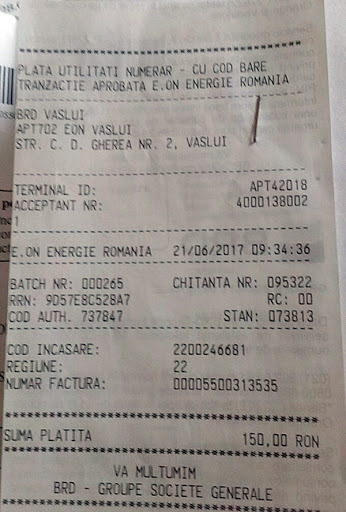 PLATA UTILITATI NUMERAR - CU COD BARE
TRANZACTIE APROBATA E.ON ENERGIE ROMANIA
BRD VASLUI
APT702 EON VASLUI
STR. C. D. GHEREA NR. 2, VASLUI
TERMINAL ID: APT42018
ACCEPTANT NR: 4000138002
1
E.ON ENERGIE ROMANIA 21/06/2017 09:34:36
BATCH NR: 000265 CHITANTA NR: 095322
RRN: 9D57E8C528A7 RC: 00
COD AUTH. 737847 STAN: 073813
COD INCASARE: 2200246681
REGIUNE: 22
NUMAR FACTURA: 00005500313535
SUMA PLATITA 150,00 RON
VA MULTUMIM
BRD - GROUPE SOCIETE GENERALE